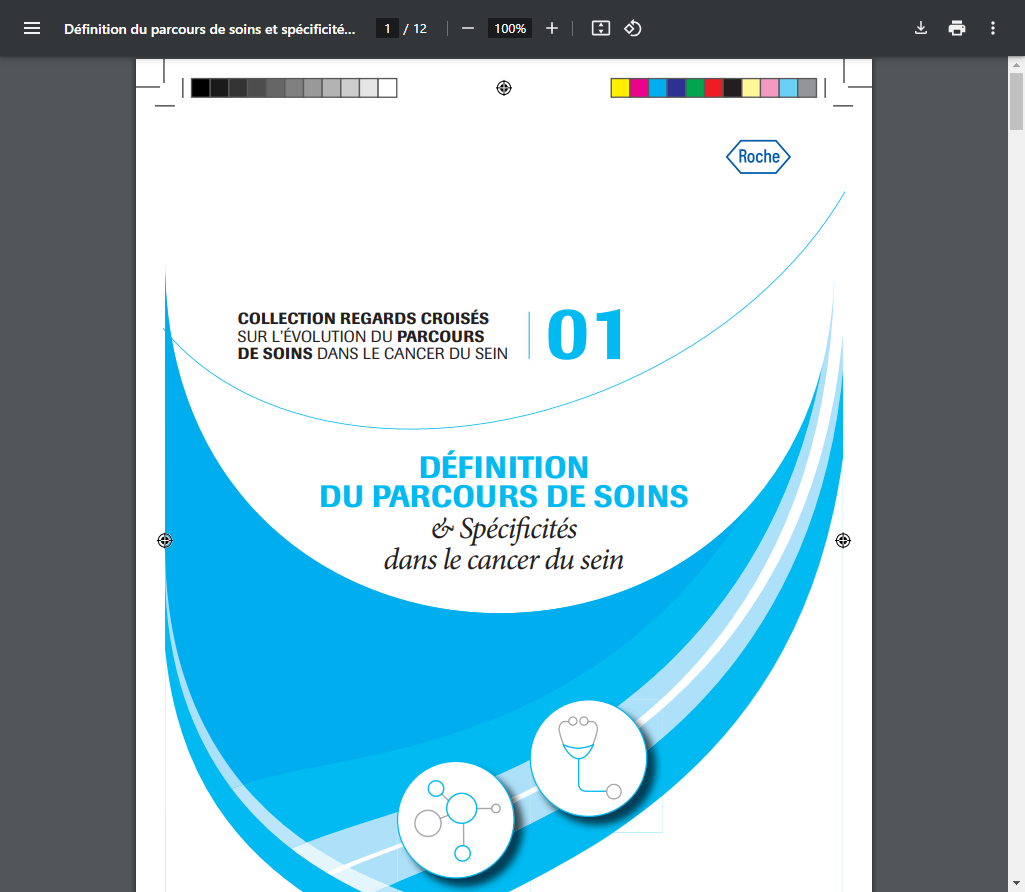 Définition du parcours de soins et spécificité...
1 / 12
100%
Roche
COLLECTION REGARDS CROISÉS
SUR L'ÉVOLUTION DU PARCOURS
DE SOINS DANS LE CANCER DU SEIN
01
DÉFINITION
DU PARCOURS DE SOINS
& Spécificités
dans le cancer du sein